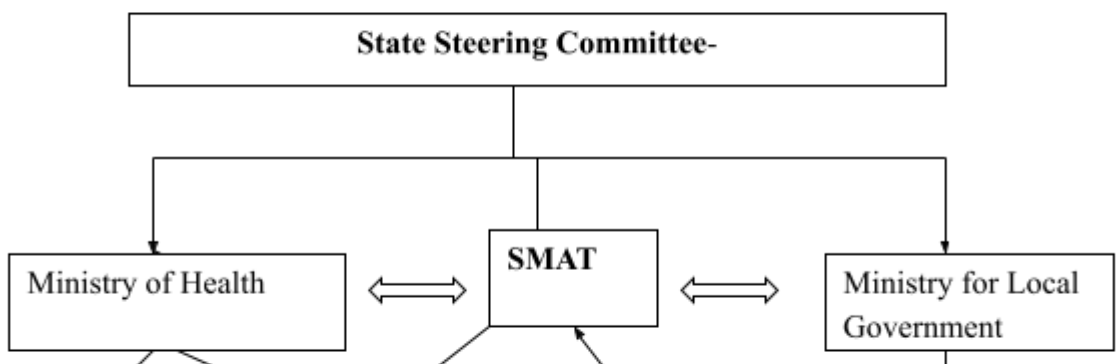 State Steering Committee-
SMAT
Ministry of Health
Ministry for Local
Government